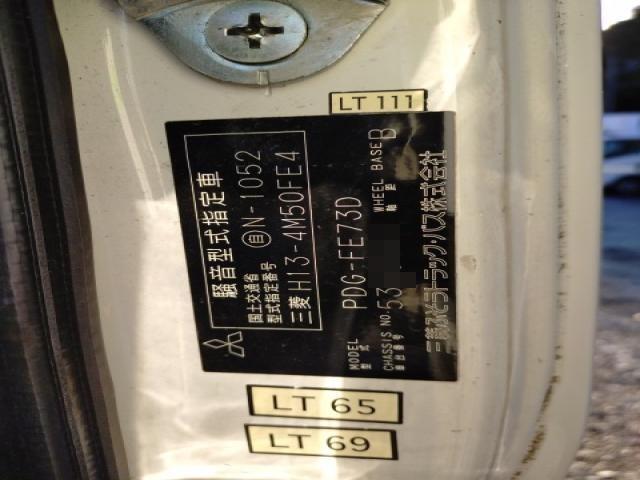 LT 111
騒音型式指定車
国土交通省
型式指定番号
自N-1052
三菱H13-4M50FE4
MODEL
型式
PDG-FE73D
WHEEL BASE
軸距
B
CHASSIS NO.
車台番号
53
三菱ふそうトラック・バス株式会社
LT 65
LT 69